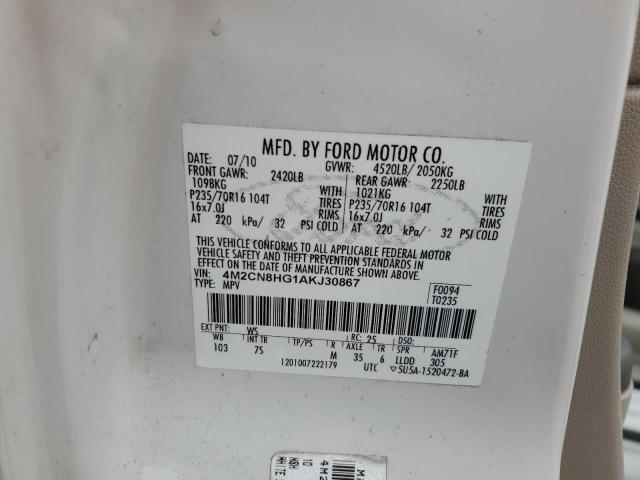 MFD. BY FORD MOTOR CO.
DATE: 07/10 GVWR: 4520LB/ 2050KG
FRONT GAWR: 2420LB REAR GAWR: 2250LB
1098KG WITH 1021KG WITH
P235/70R16 104T TIRES P235/70R16 104T TIRES
16x7.0J RIMS 16x7.0J RIMS
AT 220 kPa/ 32 PSI COLD AT 220 kPa/ 32 PSI COLD
THIS VEHICLE CONFORMS TO ALL APPLICABLE FEDERAL MOTOR
VEHICLE SAFETY AND THEFT PREVENTION STANDARDS IN
EFFECT ON THE DATE OF MANUFACTURE SHOWN ABOVE.
VIN: 4M2CN8HG1AKJ30867 F0094
TYPE: MPV T0235
EXT PNT: WS RC: 25 DSO:
WB INT TR TP/PS R AXLE TR SPR AM71F
103 7S M 35 6 LLDD 305
1201007222179 UTC ▽5U5A-1520472-BA
4M2
10